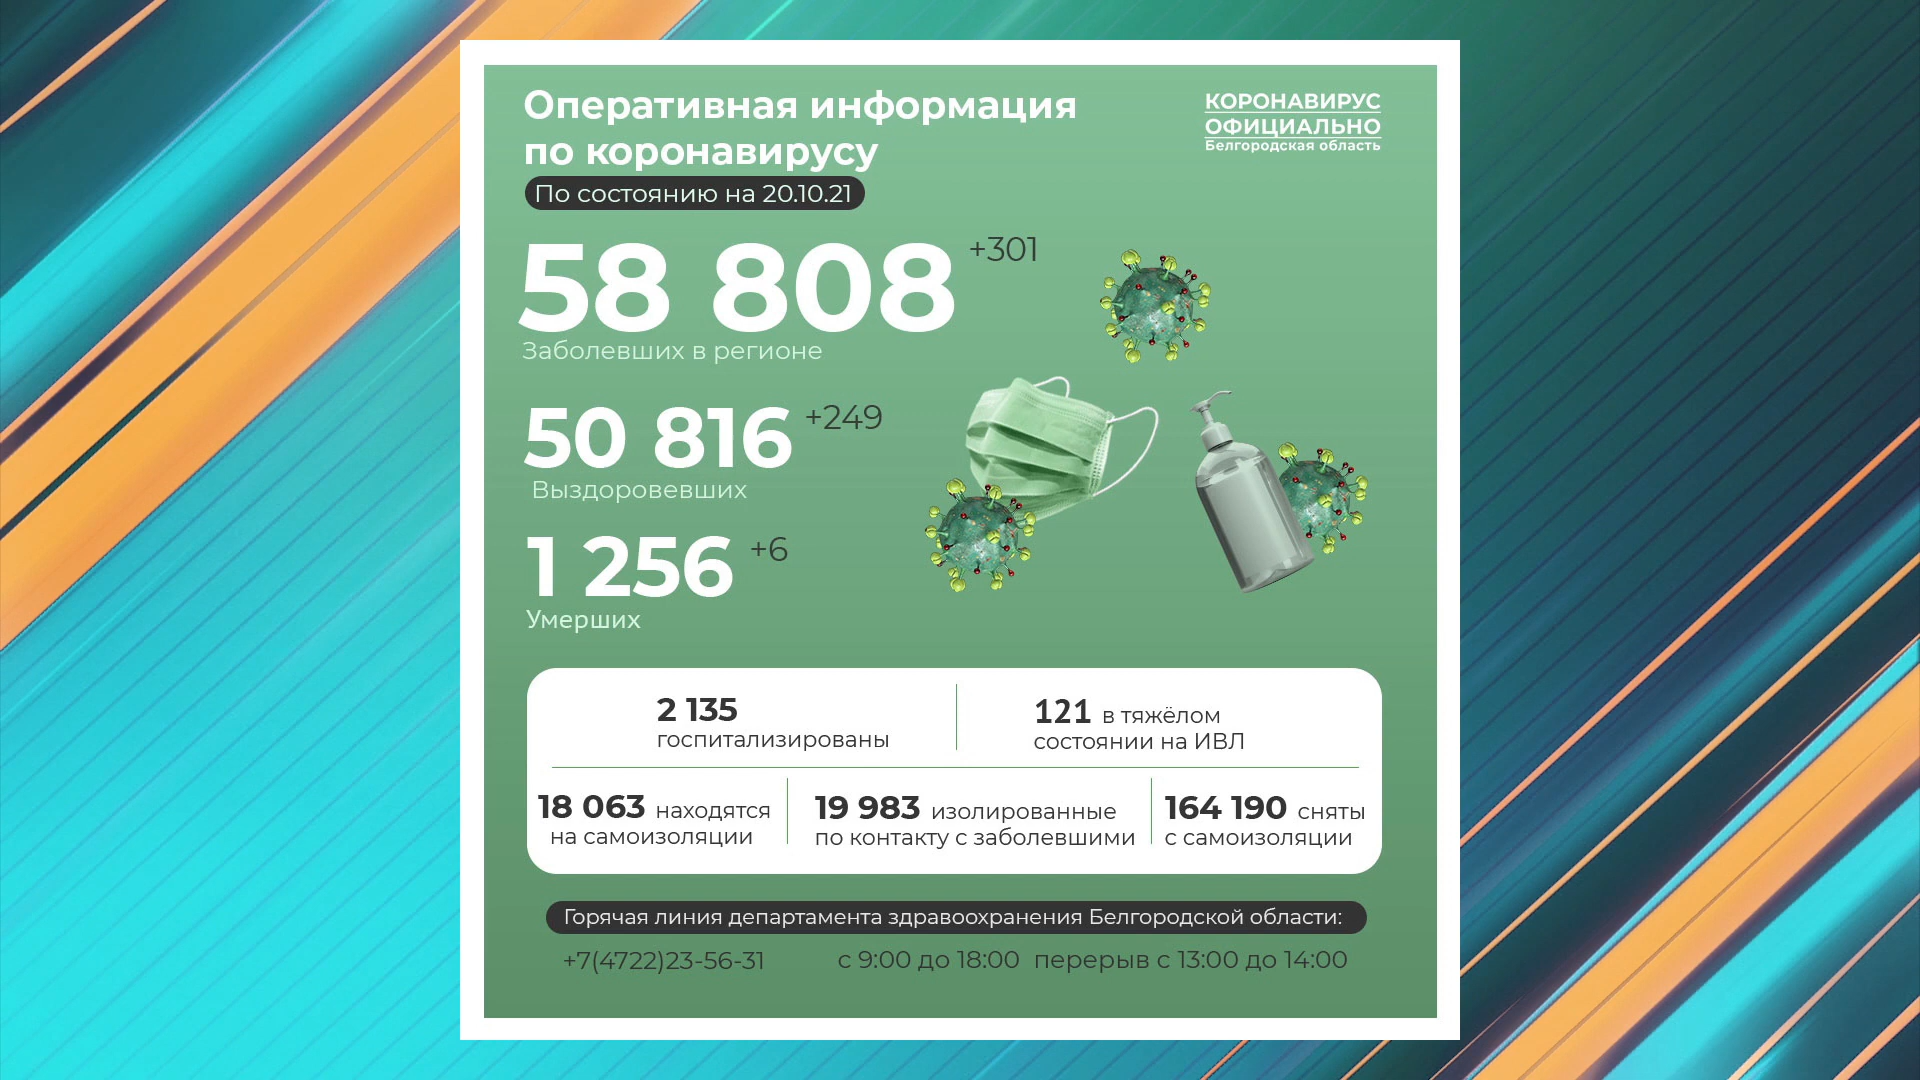 Оперативная информация
по коронавирусу
По состоянию на 20.10.21
КОРОНАВИРУС
ОФИЦИАЛЬНО
Белгородская область
58 808 +301
Заболевших в регионе
50 816 +249
Выздоровевших
1 256 +6
Умерших
2 135
госпитализированы
121 в тяжёлом
состоянии на ИВЛ
18 063 находятся
на самоизоляции
19 983 изолированные
по контакту с заболевшими
164 190 сняты
с самоизоляции
Горячая линия департамента здравоохранения Белгородской области:
+7(4722)23-56-31 с 9:00 до 18:00 перерыв с 13:00 до 14:00